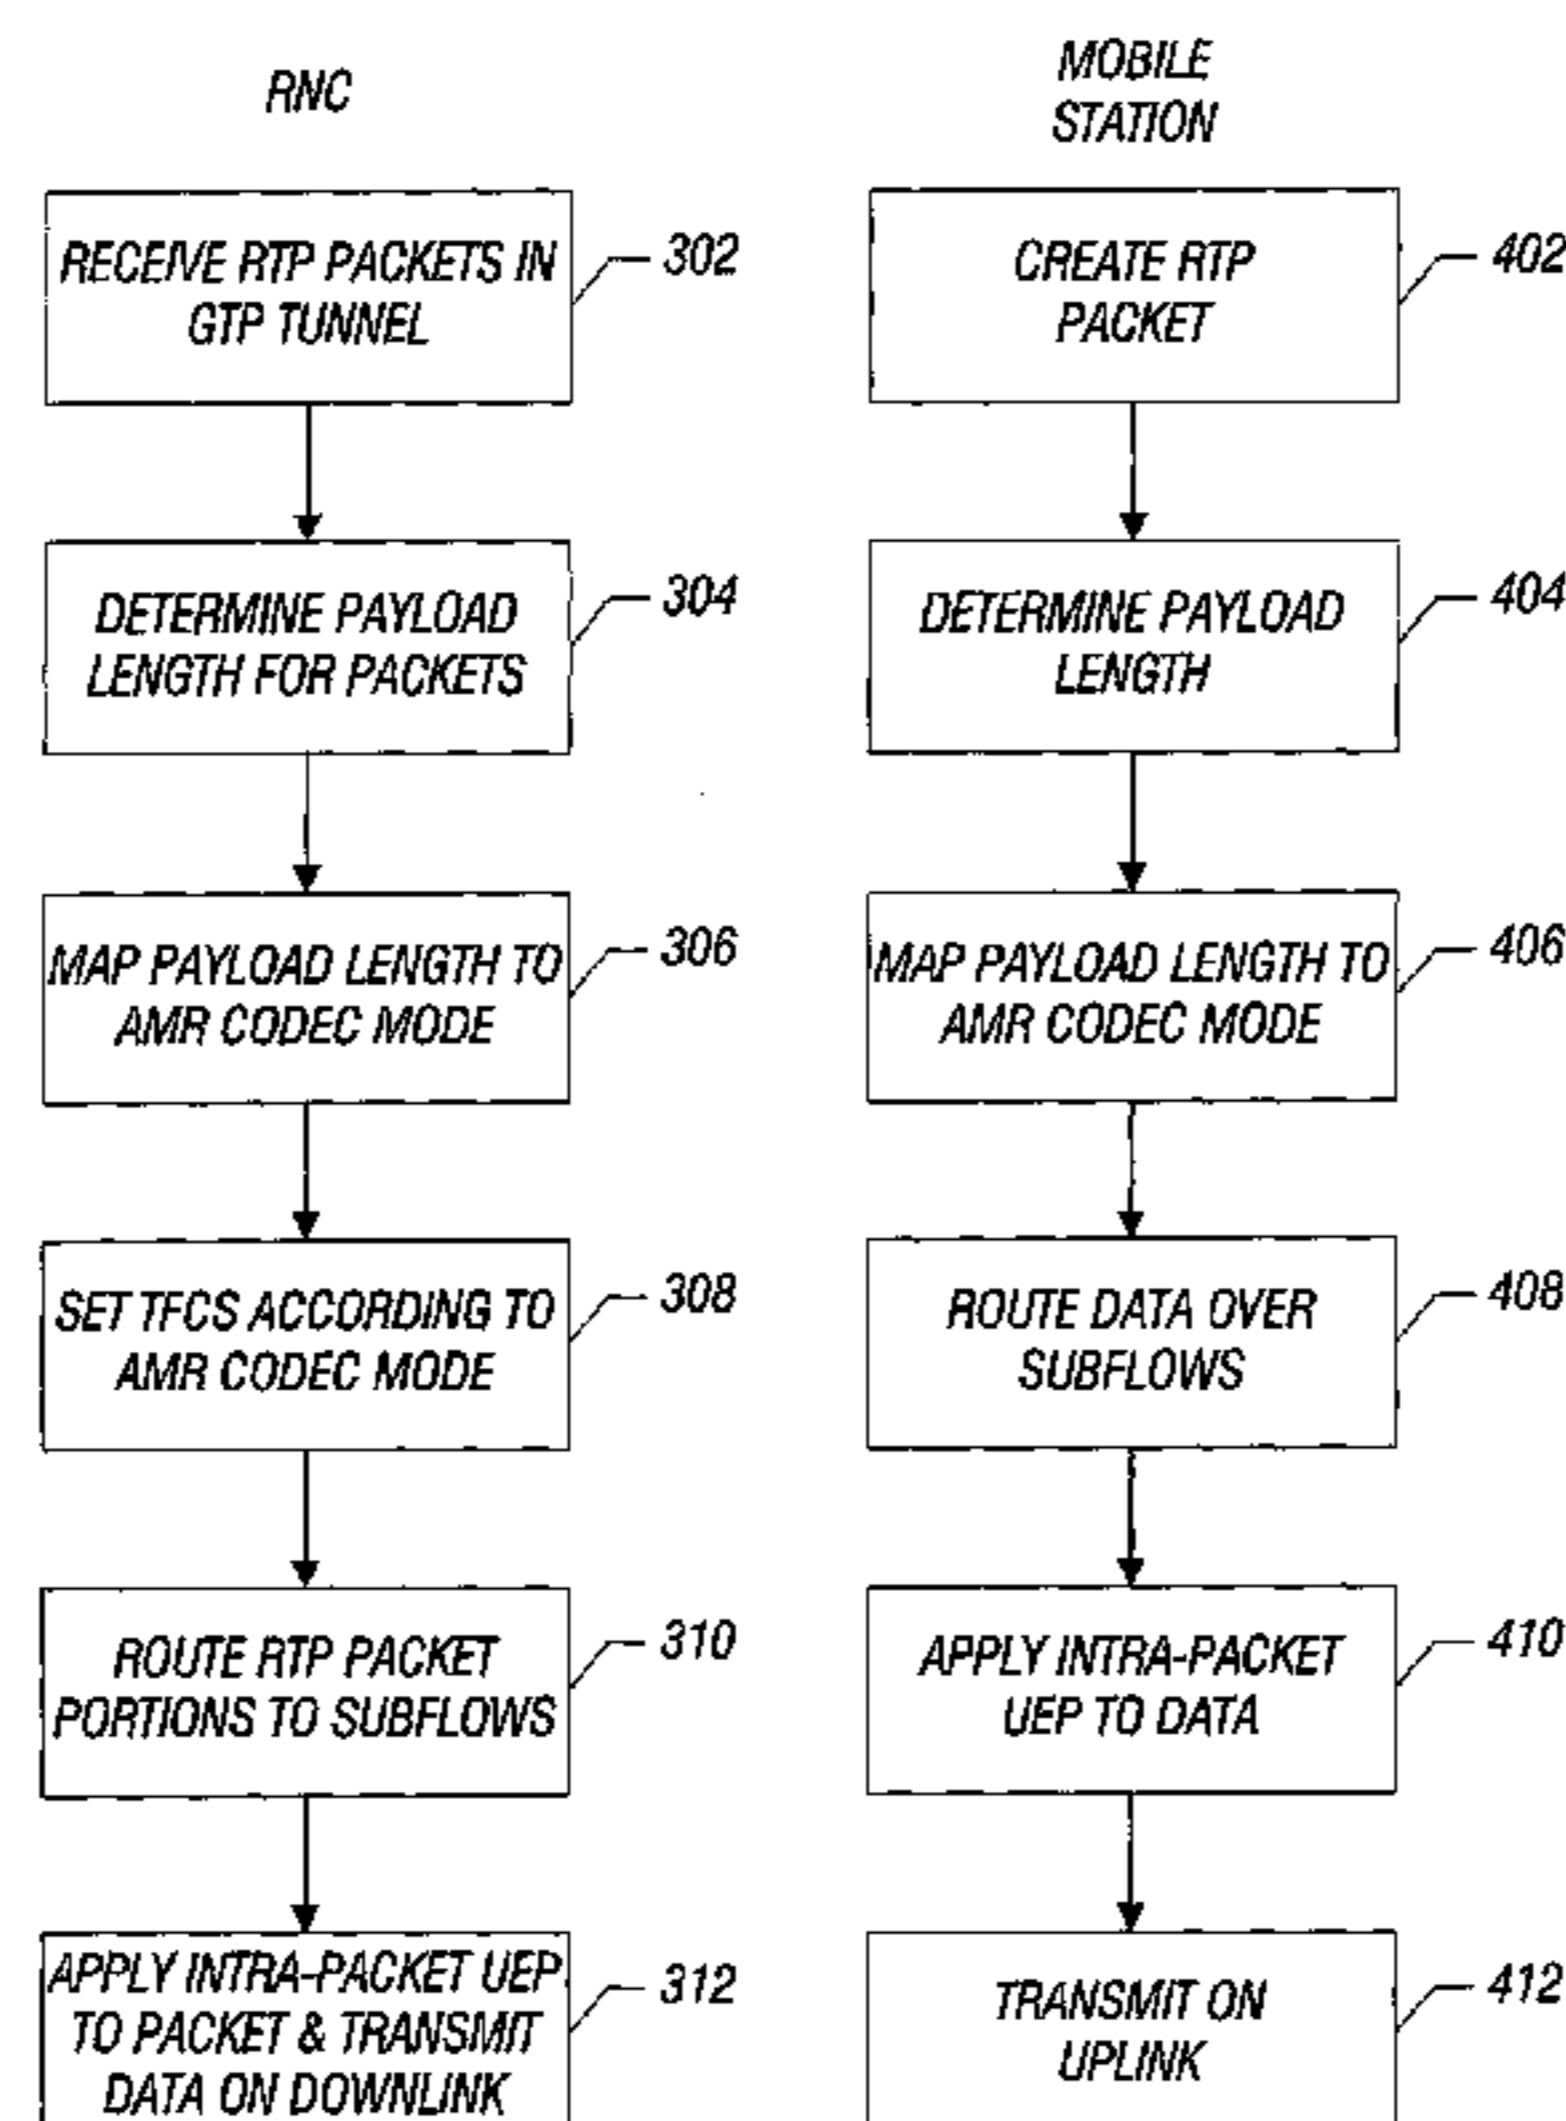 RNC
RECEIVE RTP PACKETS IN
GTP TUNNEL
302
DETERMINE PAYLOAD
LENGTH FOR PACKETS
304
MAP PAYLOAD LENGTH TO
AMR CODEC MODE
306
SET TFCS ACCORDING TO
AMR CODEC MODE
308
ROUTE RTP PACKET
PORTIONS TO SUBFLOWS
310
APPLY INTRA-PACKET UEP
TO PACKET & TRANSMIT
DATA ON DOWNLINK
312
MOBILE
STATION
CREATE RTP
PACKET
402
DETERMINE PAYLOAD
LENGTH
404
MAP PAYLOAD LENGTH TO
AMR CODEC MODE
406
ROUTE DATA OVER
SUBFLOWS
408
APPLY INTRA-PACKET
UEP TO DATA
410
TRANSMIT ON
UPLINK
412